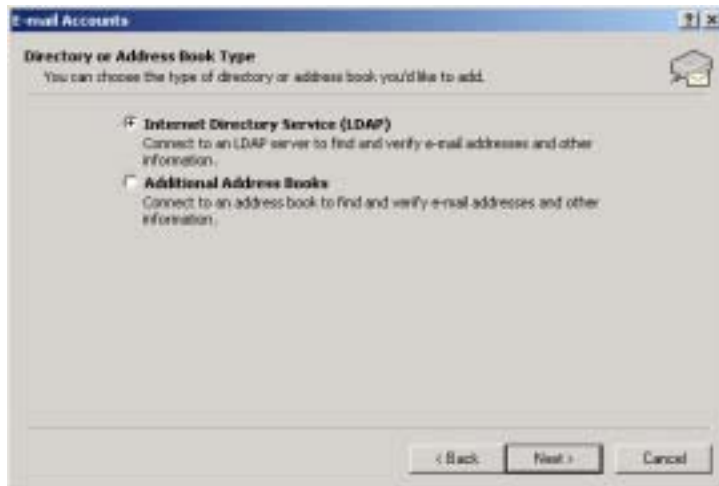 E-mail Accounts
Directory or Address Book Type
You can choose the type of directory or address book you'd like to add.
Internet Directory Service (LDAP)
Connect to an LDAP server to find and verify e-mail addresses and other
information.
Additional Address Books
Connect to an address book to find and verify e-mail addresses and other
information.
< Back
Next >
Cancel